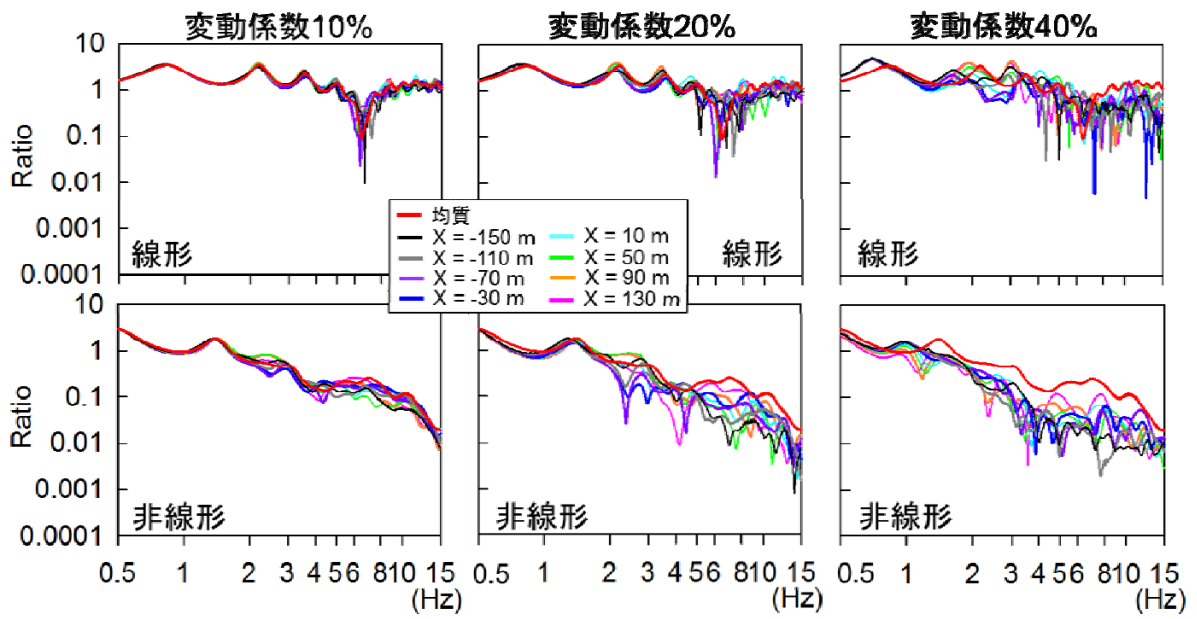 変動係数10%
変動係数20%
変動係数40%
10
1
0.1
0.01
0.001
0.0001
Ratio
線形
線形
線形
均質
X = -150 m
X = -110 m
X = -70 m
X = -30 m
X = 10 m
X = 50 m
X = 90 m
X = 130 m
10
1
0.1
0.01
0.001
0.0001
Ratio
非線形
非線形
非線形
0.5 1 2 3 4 5 6 8 10 15
(Hz)
0.5 1 2 3 4 5 6 8 10 15
(Hz)
0.5 1 2 3 4 5 6 8 10 15
(Hz)